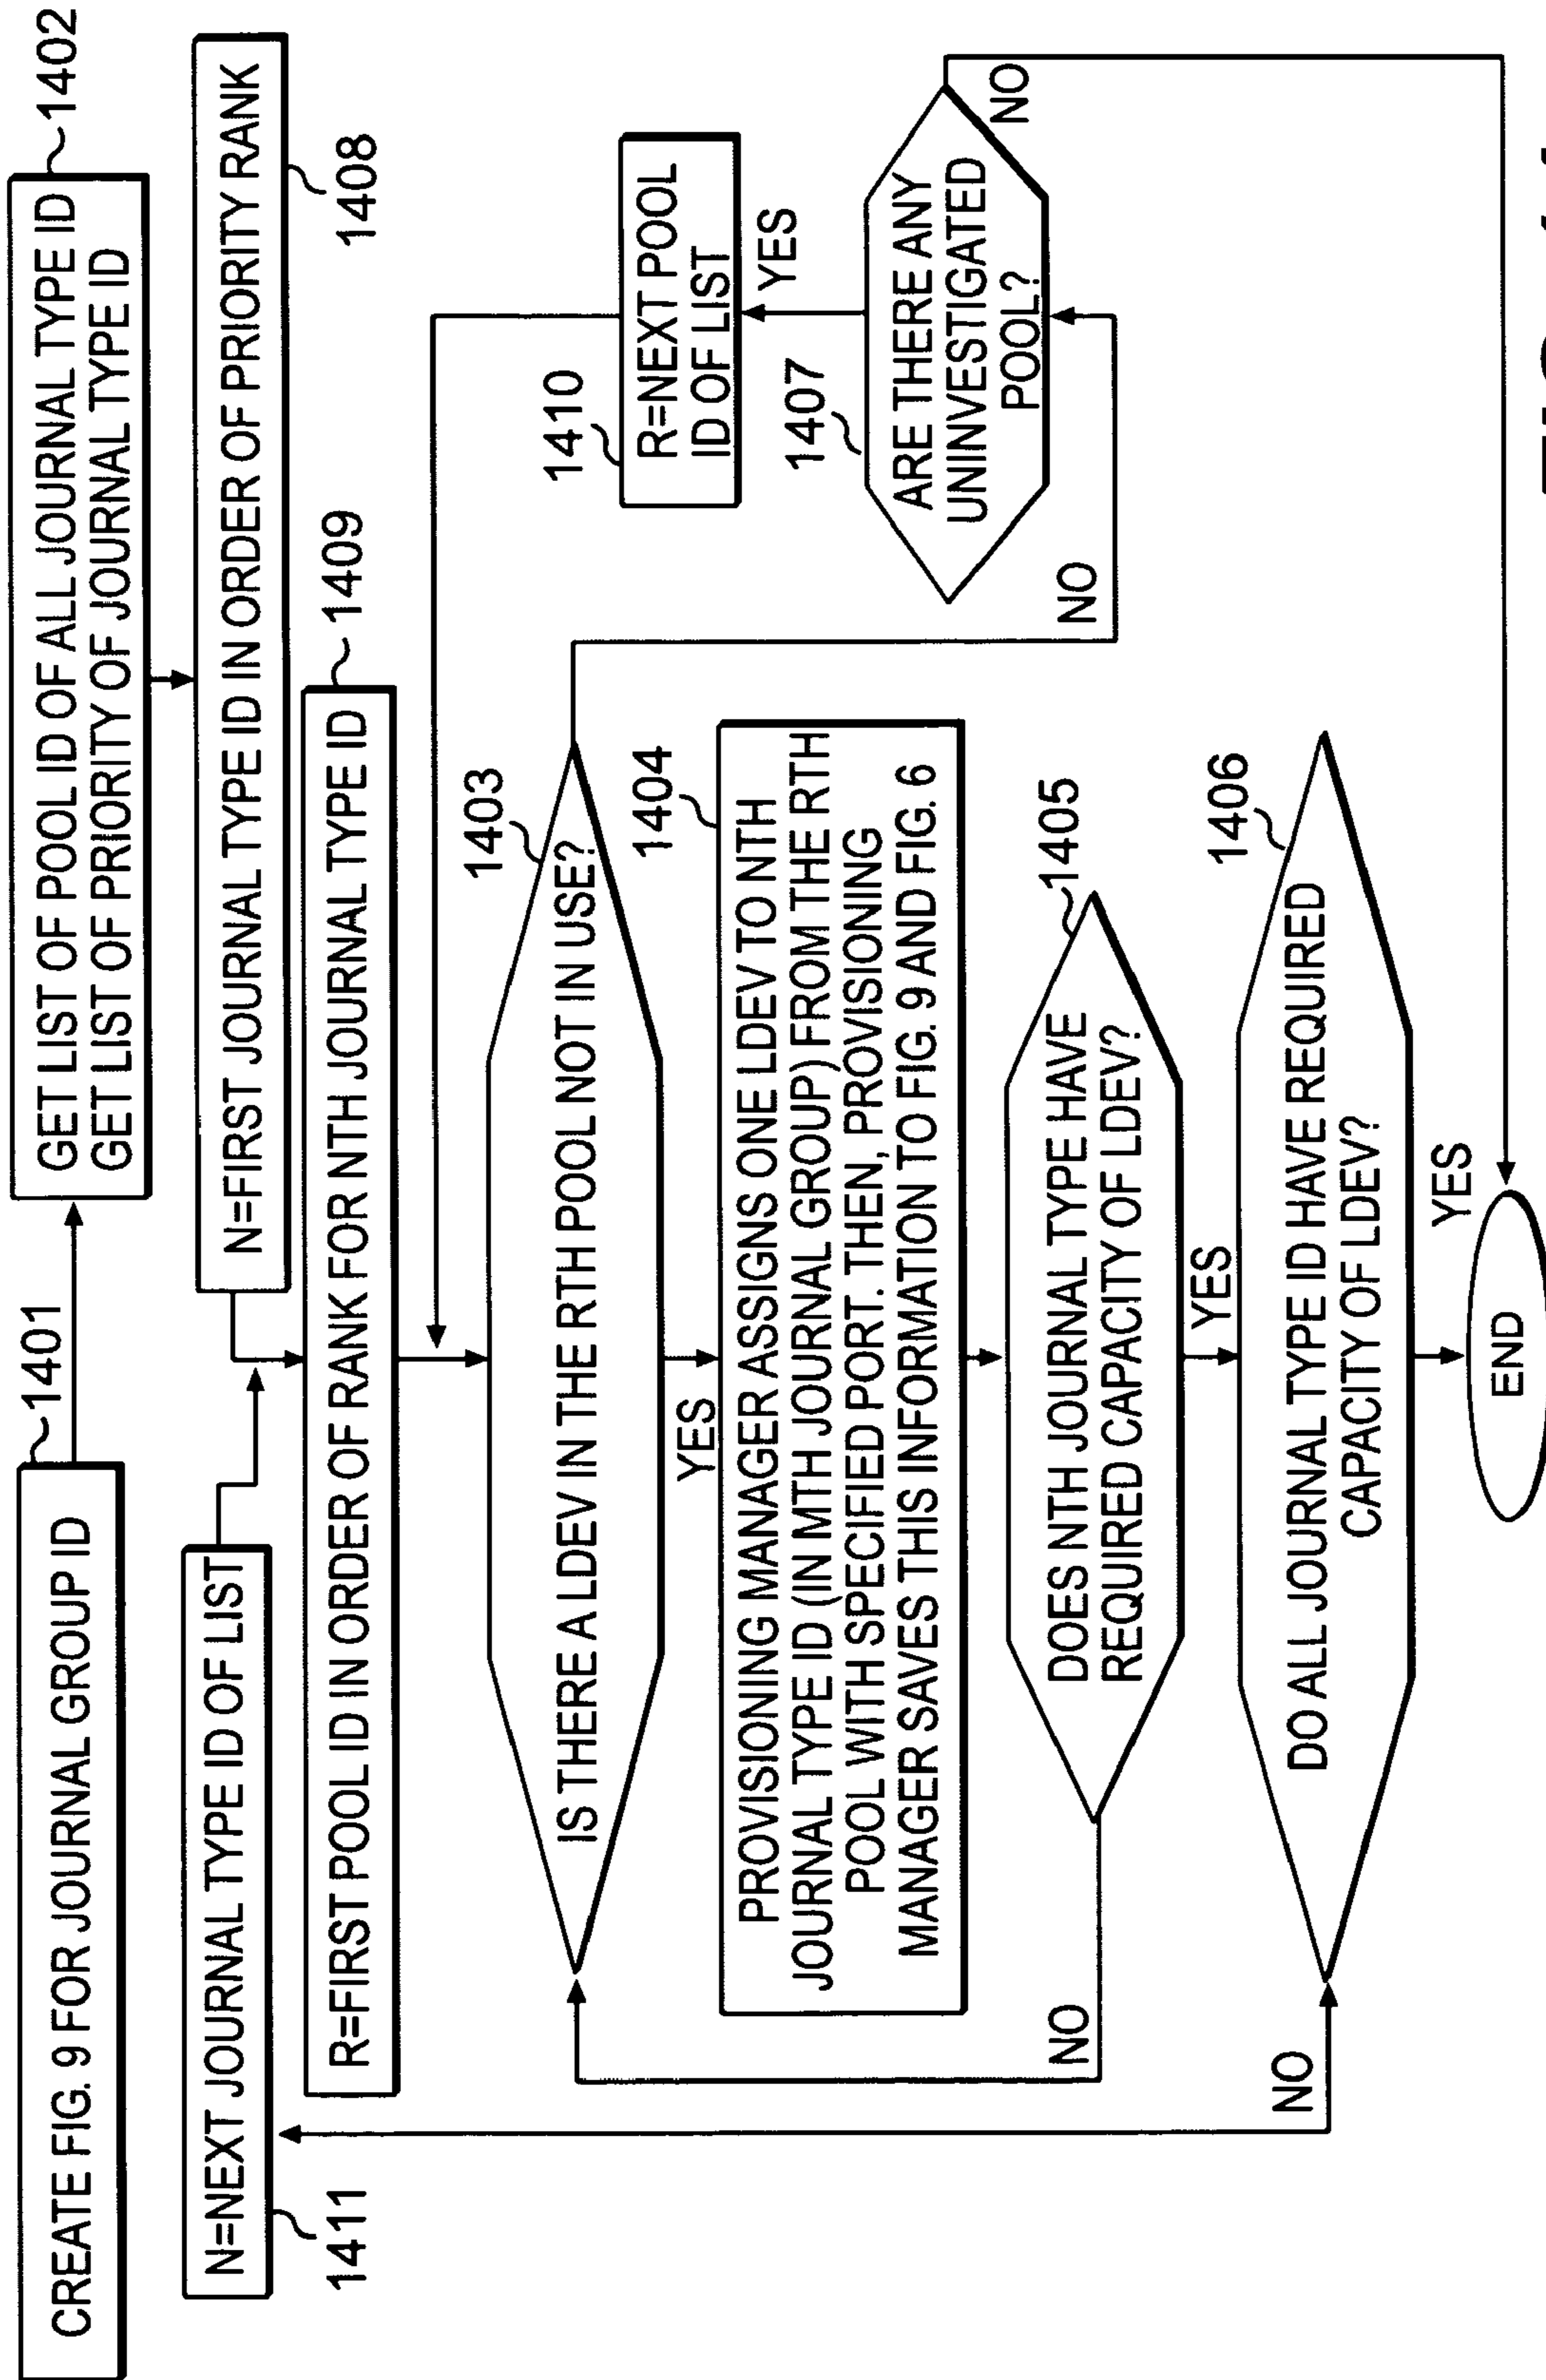 CREATE FIG. 9 FOR JOURNAL GROUP ID
1401
GET LIST OF POOL ID OF ALL JOURNAL TYPE ID
GET LIST OF PRIORITY OF JOURNAL TYPE ID
1402
N=FIRST JOURNAL TYPE ID IN ORDER OF PRIORITY RANK
1408
N=NEXT JOURNAL TYPE ID OF LIST
1411
R=FIRST POOL ID IN ORDER OF RANK FOR NTH JOURNAL TYPE ID
1409
IS THERE A LDEV IN THE RTH POOL NOT IN USE?
1403
YES
NO
PROVISIONING MANAGER ASSIGNS ONE LDEV TO NTH
JOURNAL TYPE ID (IN MTH JOURNAL GROUP) FROM THE RTH
POOL WITH SPECIFIED PORT. THEN, PROVISIONING
MANAGER SAVES THIS INFORMATION TO FIG. 9 AND FIG. 6
1404
DOES NTH JOURNAL TYPE HAVE
REQUIRED CAPACITY OF LDEV?
1405
NO
YES
DO ALL JOURNAL TYPE ID HAVE REQUIRED
CAPACITY OF LDEV?
1406
NO
YES
END
R=NEXT POOL
ID OF LIST
1410
YES
ARE THERE ANY
UNINVESTIGATED
POOL?
1407
NO